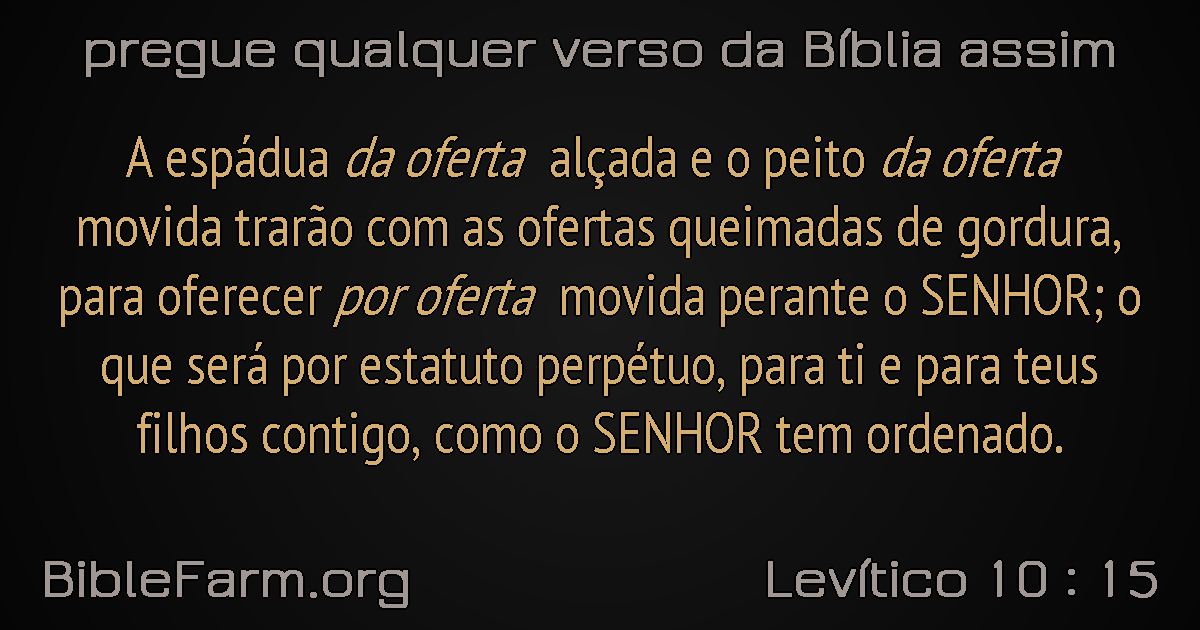 pregue qualquer verso da Bíblia assim
A espádua da oferta alçada e o peito da oferta
movida trarão com as ofertas queimadas de gordura,
para oferecer por oferta movida perante o SENHOR; o
que será por estatuto perpétuo, para ti e para teus
filhos contigo, como o SENHOR tem ordenado.
BibleFarm.org
Levítico 10 : 15